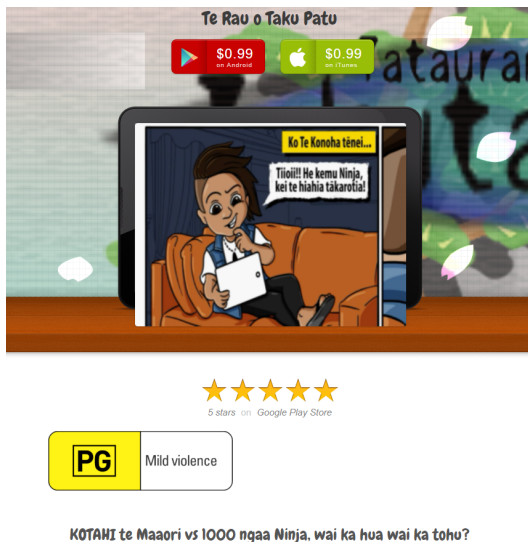 Te Rau o Taku Patu
$0.99
on Android
$0.99
on iTunes
Ko Te Konoha tēnei...
Tiioii!! He kemu Ninja,
kei te hiahia tākarotia!
5 stars on Google Play Store
PG Mild violence
KOTAHI te Maaori vs 1000 ngaa Ninja, wai ka hua wai ka tohu?